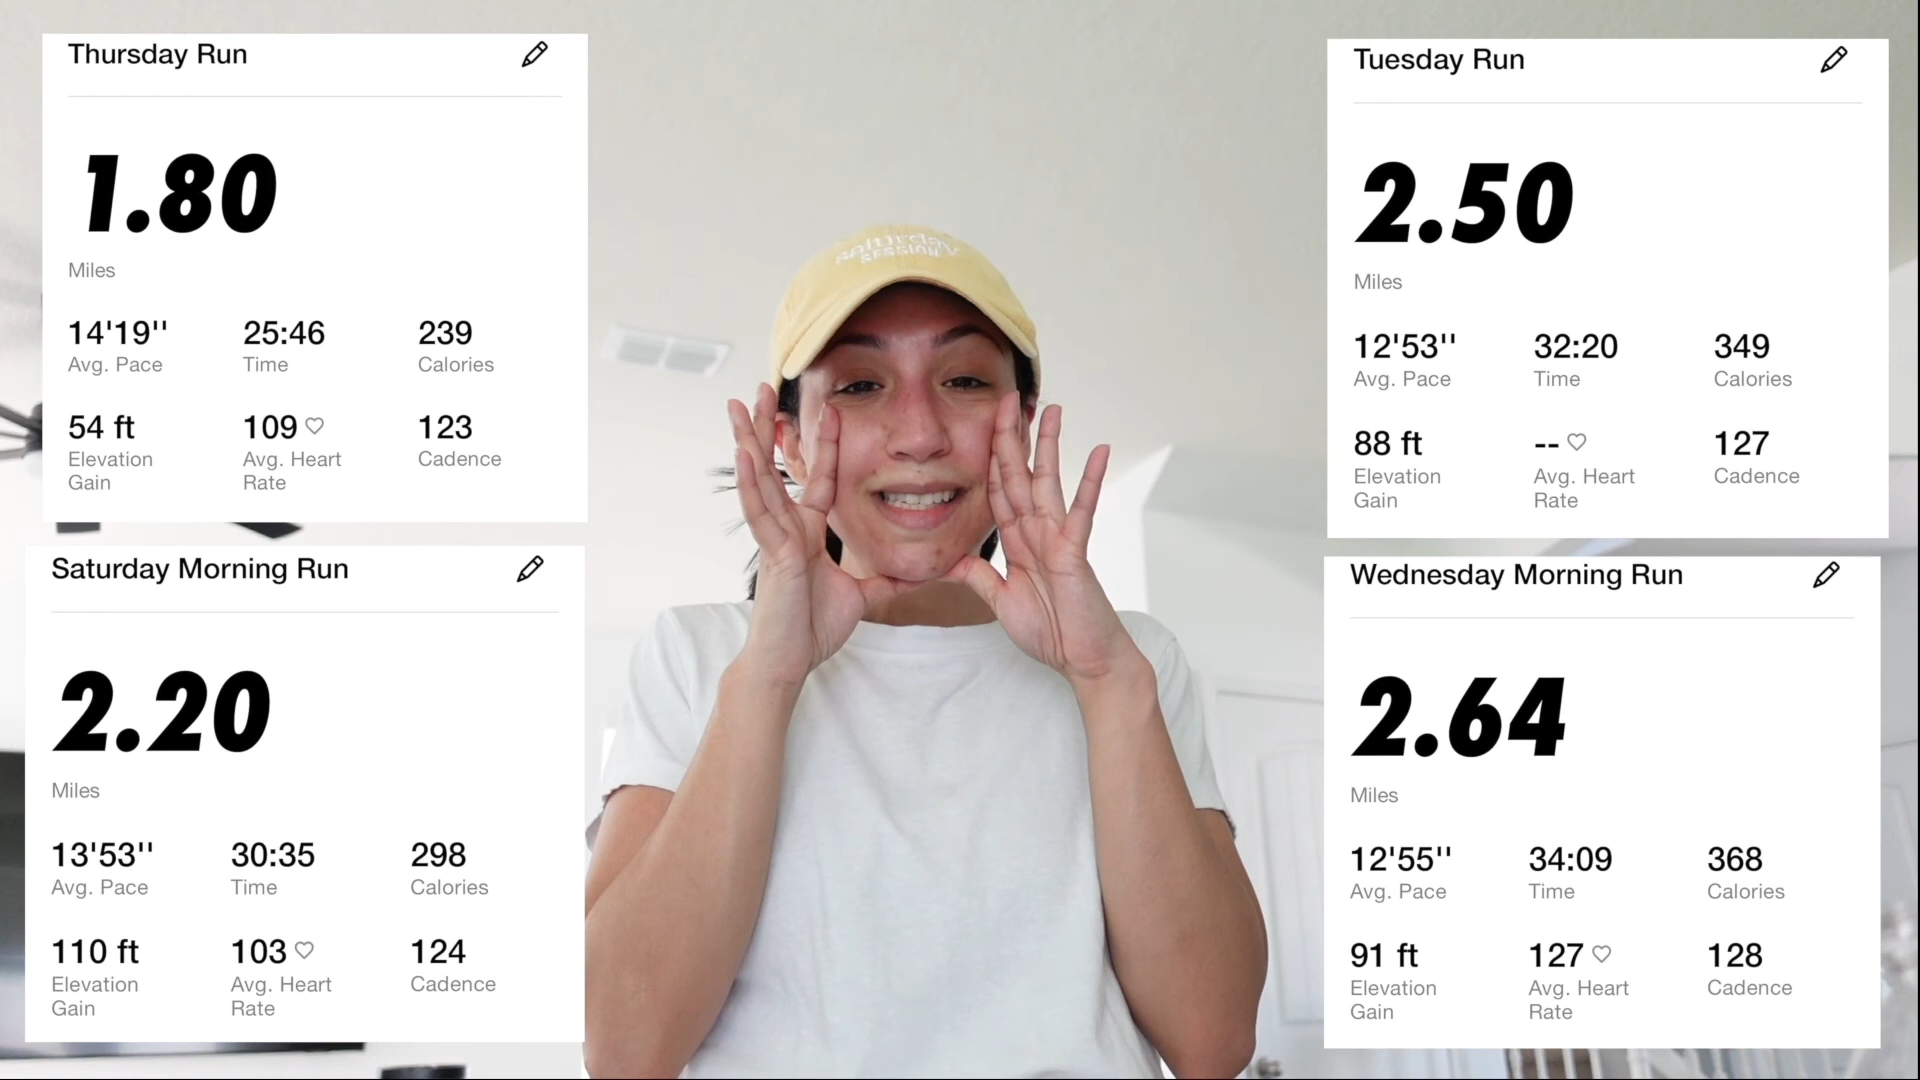 Thursday Run
1.80
Miles
14'19'' 25:46 239
Avg. Pace Time Calories
54 ft 109 123
Elevation Gain Avg. Heart Rate Cadence
Saturday Morning Run
2.20
Miles
13'53'' 30:35 298
Avg. Pace Time Calories
110 ft 103 124
Elevation Gain Avg. Heart Rate Cadence
saturday
SESSION
Tuesday Run
2.50
Miles
12'53'' 32:20 349
Avg. Pace Time Calories
88 ft -- 127
Elevation Gain Avg. Heart Rate Cadence
Wednesday Morning Run
2.64
Miles
12'55'' 34:09 368
Avg. Pace Time Calories
91 ft 127 128
Elevation Gain Avg. Heart Rate Cadence